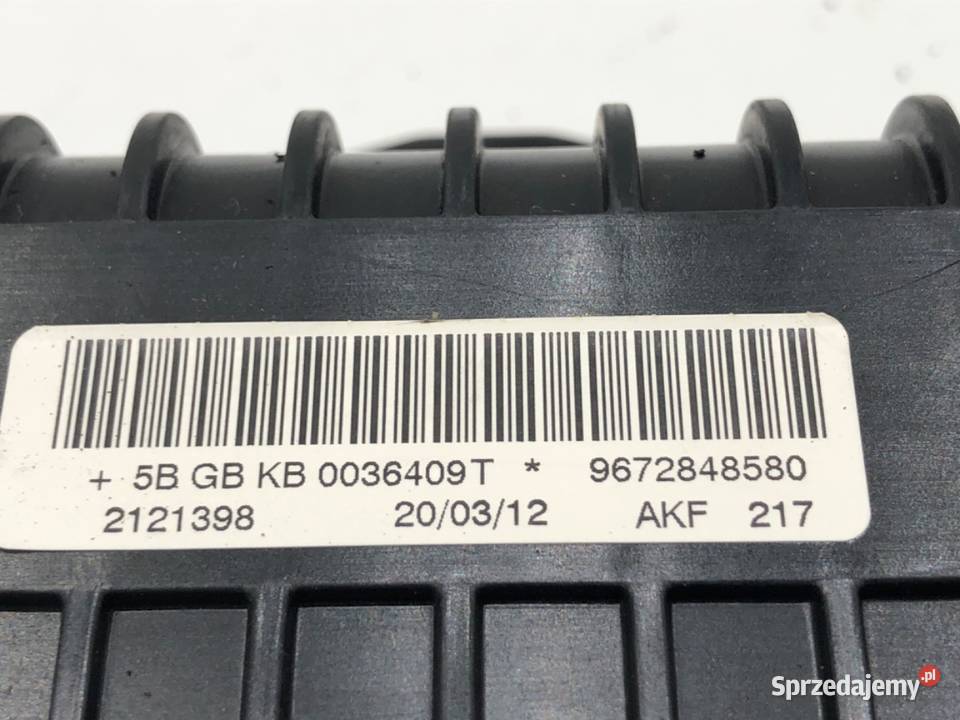 + 5B GB KB 0036409T * 9672848580
2121398 20/03/12 AKF 217
Sprzedajemy.pl